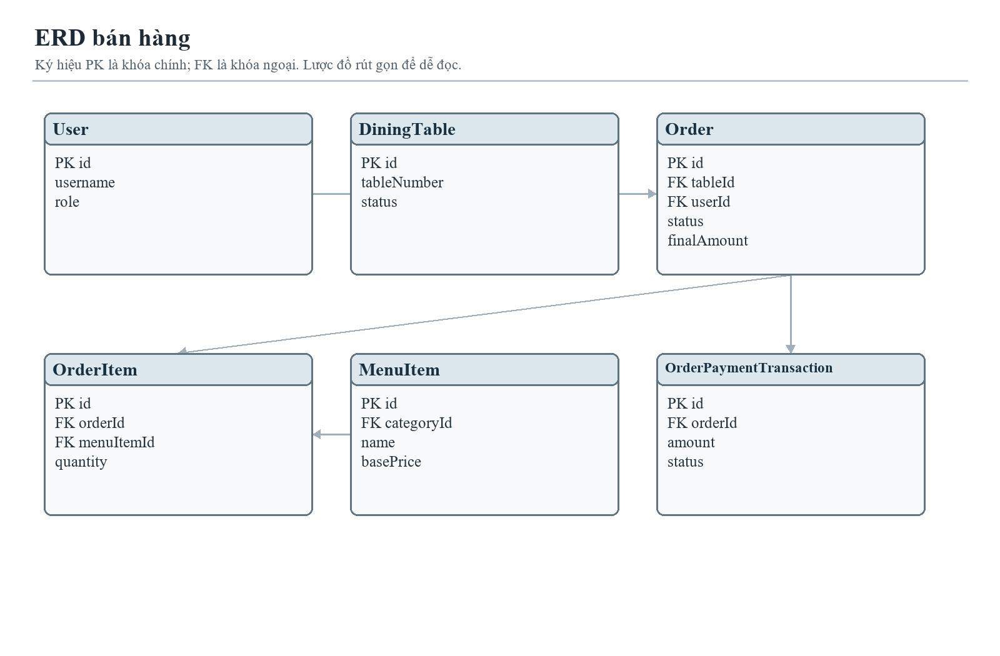 ERD bán hàng
Ký hiệu PK là khóa chính; FK là khóa ngoại. Lược đồ rút gọn để dễ đọc.
User
PK id
username
role
DiningTable
PK id
tableNumber
status
Order
PK id
FK tableId
FK userId
status
finalAmount
OrderItem
PK id
FK orderId
FK menuItemId
quantity
MenuItem
PK id
FK categoryId
name
basePrice
OrderPaymentTransaction
PK id
FK orderId
amount
status